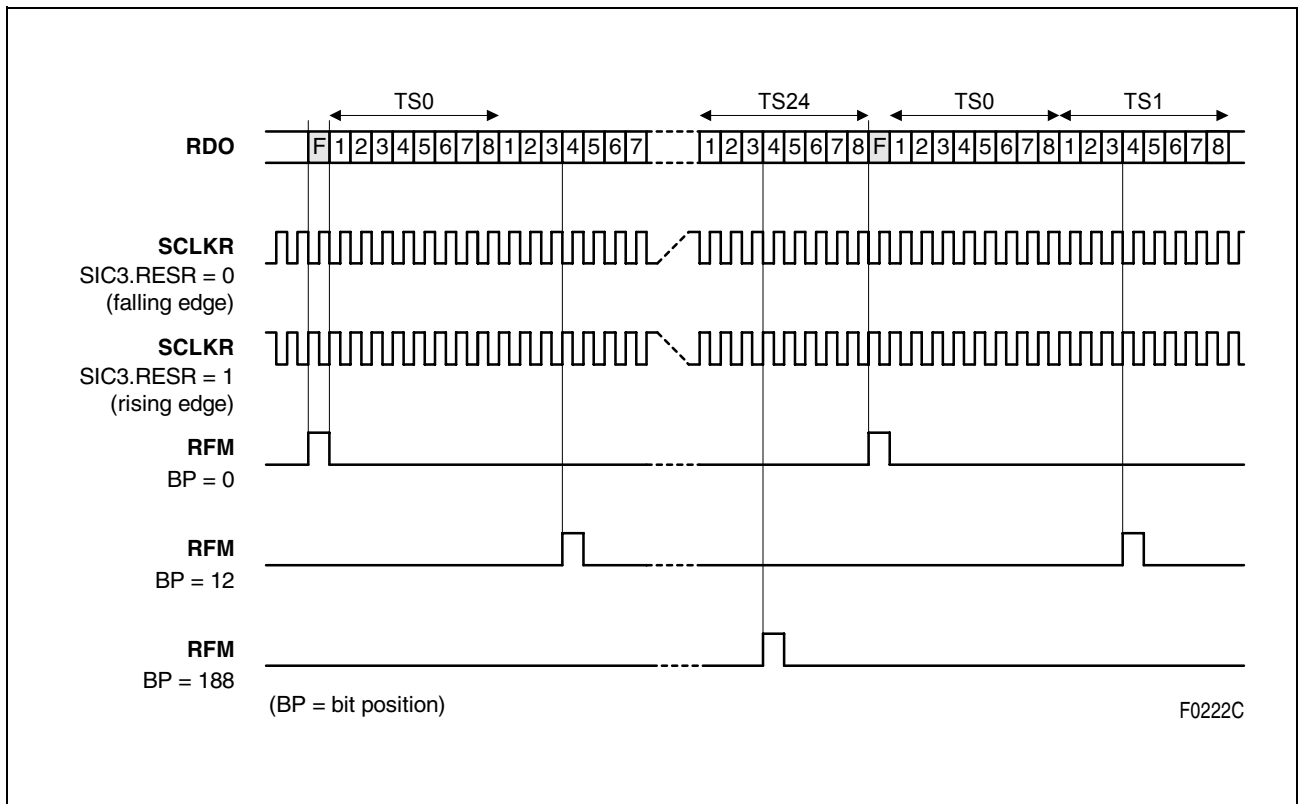 TS0 TS24 TS0 TS1
RDO F 1 2 3 4 5 6 7 8 1 2 3 4 5 6 7 1 2 3 4 5 6 7 8 F 1 2 3 4 5 6 7 8 1 2 3 4 5 6 7 8
SCLKR
SIC3.RESR = 0
(falling edge)
SCLKR
SIC3.RESR = 1
(rising edge)
RFM
BP = 0
RFM
BP = 12
RFM
BP = 188
(BP = bit position)
F0222C